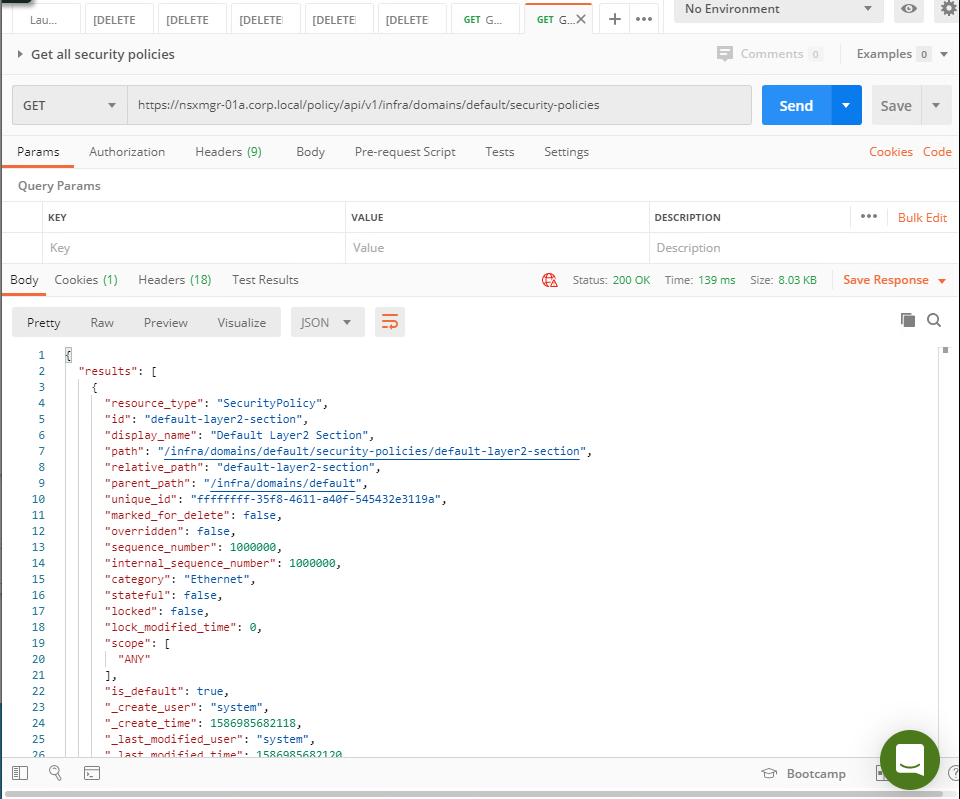 Lau...
[DELETE
[DELETE
[DELETE
[DELETE
[DELETE
GET G...
GET G...
No Environment
Get all security policies
Comments 0
Examples 0
GET
https://nsxmgr-01a.corp.local/policy/api/v1/infra/domains/default/security-policies
Send
Save
Params Authorization Headers (9) Body Pre-request Script Tests Settings Cookies Code
Query Params
KEY VALUE DESCRIPTION ••• Bulk Edit
Key Value Description
Body Cookies (1) Headers (18) Test Results Status: 200 OK Time: 139 ms Size: 8.03 KB Save Response
Pretty Raw Preview Visualize JSON
1 {
2 "results": [
3 {
4 "resource_type": "SecurityPolicy",
5 "id": "default-layer2-section",
6 "display_name": "Default Layer2 Section",
7 "path": "/infra/domains/default/security-policies/default-layer2-section",
8 "relative_path": "default-layer2-section",
9 "parent_path": "/infra/domains/default",
10 "unique_id": "ffffffff-35f8-4611-a40f-545432e3119a",
11 "marked_for_delete": false,
12 "overridden": false,
13 "sequence_number": 1000000,
14 "internal_sequence_number": 1000000,
15 "category": "Ethernet",
16 "stateful": false,
17 "locked": false,
18 "lock_modified_time": 0,
19 "scope": [
20 "ANY"
21 ],
22 "is_default": true,
23 "_create_user": "system",
24 "_create_time": 1586985682118,
25 "_last_modified_user": "system",
26 "_last_modified_time": 1586985682120
Bootcamp